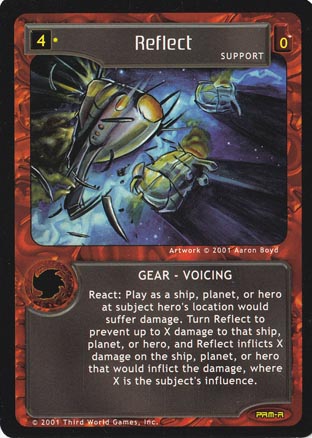 4
Reflect
0
SUPPORT
Artwork © 2001 Aaron Boyd
GEAR - VOICING
React: Play as a ship, planet, or hero
at subject hero's location would
suffer damage. Turn Reflect to
prevent up to X damage to that ship,
planet, or hero, and Reflect inflicts X
damage on the ship, planet, or hero
that would inflict the damage, where
X is the subject's influence.
© 2001 Third World Games, Inc.
PRM-A